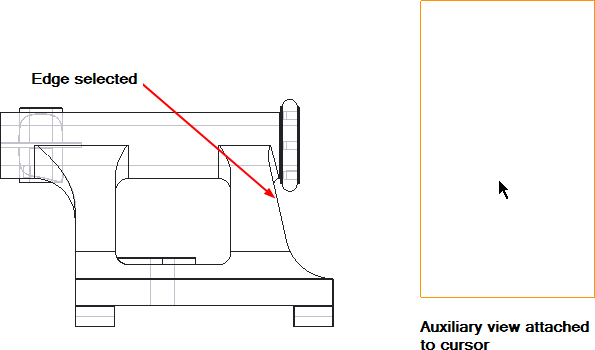 Edge selected
Auxiliary view attached
to cursor